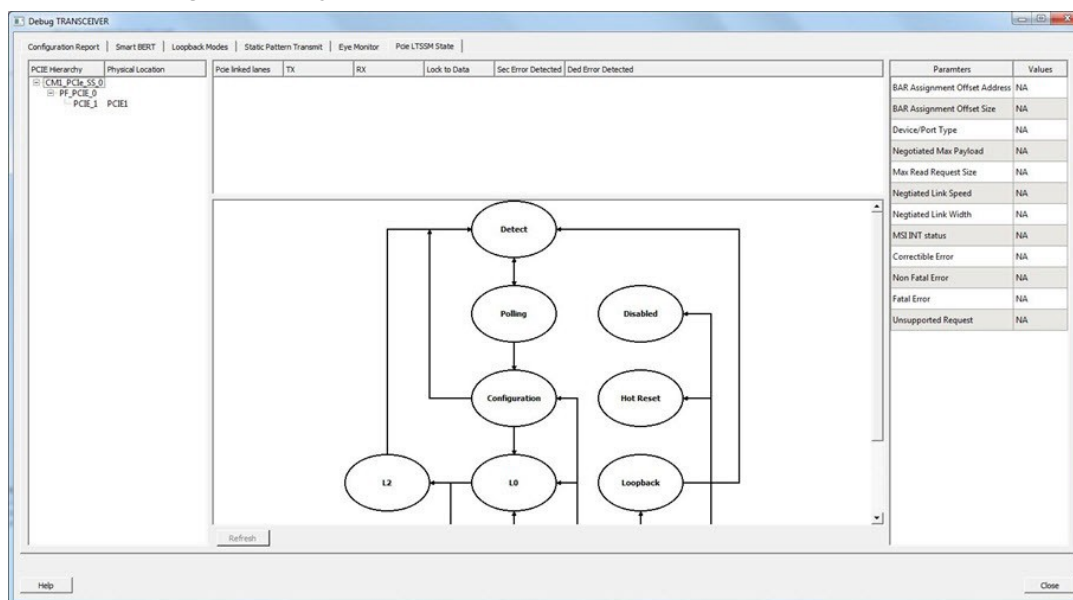 Debug TRANSCEIVER
Configuration Report | Smart BERT | Loopback Modes | Static Pattern Transmit | Eye Monitor | Pcie LTSSM State |
PCIE Hierarchy Physical Location
CM1_PCIe_SS_0
PF_PCIE_0
PCIE_1 PCIE1
Pcie linked lanes TX RX Lock to Data Sec Error Detected Ded Error Detected
Detect
Polling
Disabled
Configuration
Hot Reset
L2
L0
Loopback
Refresh
Paramters Values
BAR Assignment Offset Address NA
BAR Assignment Offset Size NA
Device/Port Type NA
Negotiated Max Payload NA
Max Read Request Size NA
Negtiated Link Speed NA
Negtiated Link Width NA
MSI INT status NA
Correctible Error NA
Non Fatal Error NA
Fatal Error NA
Unsupported Request NA
Help
Close